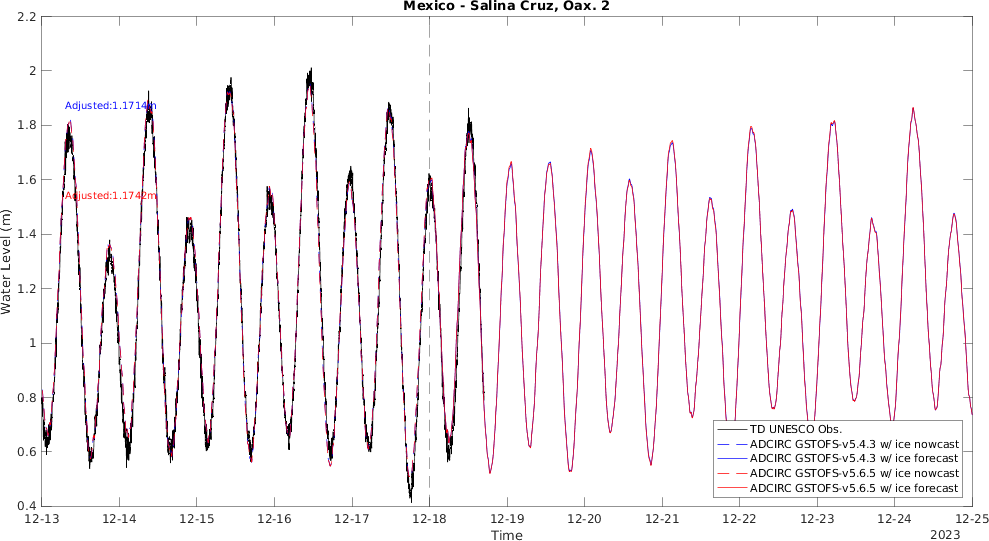 Mexico - Salina Cruz, Oax. 2
2.2
2
1.8
1.6
1.4
1.2
1
0.8
0.6
0.4
Water Level (m)
Adjusted:1.1714m
Adjusted:1.1742m
TD UNESCO Obs.
ADCIRC GSTOFS-v5.4.3 w/ ice nowcast
ADCIRC GSTOFS-v5.4.3 w/ ice forecast
ADCIRC GSTOFS-v5.6.5 w/ ice nowcast
ADCIRC GSTOFS-v5.6.5 w/ ice forecast
12-13 12-14 12-15 12-16 12-17 12-18 12-19 12-20 12-21 12-22 12-23 12-24 12-25
Time
2023